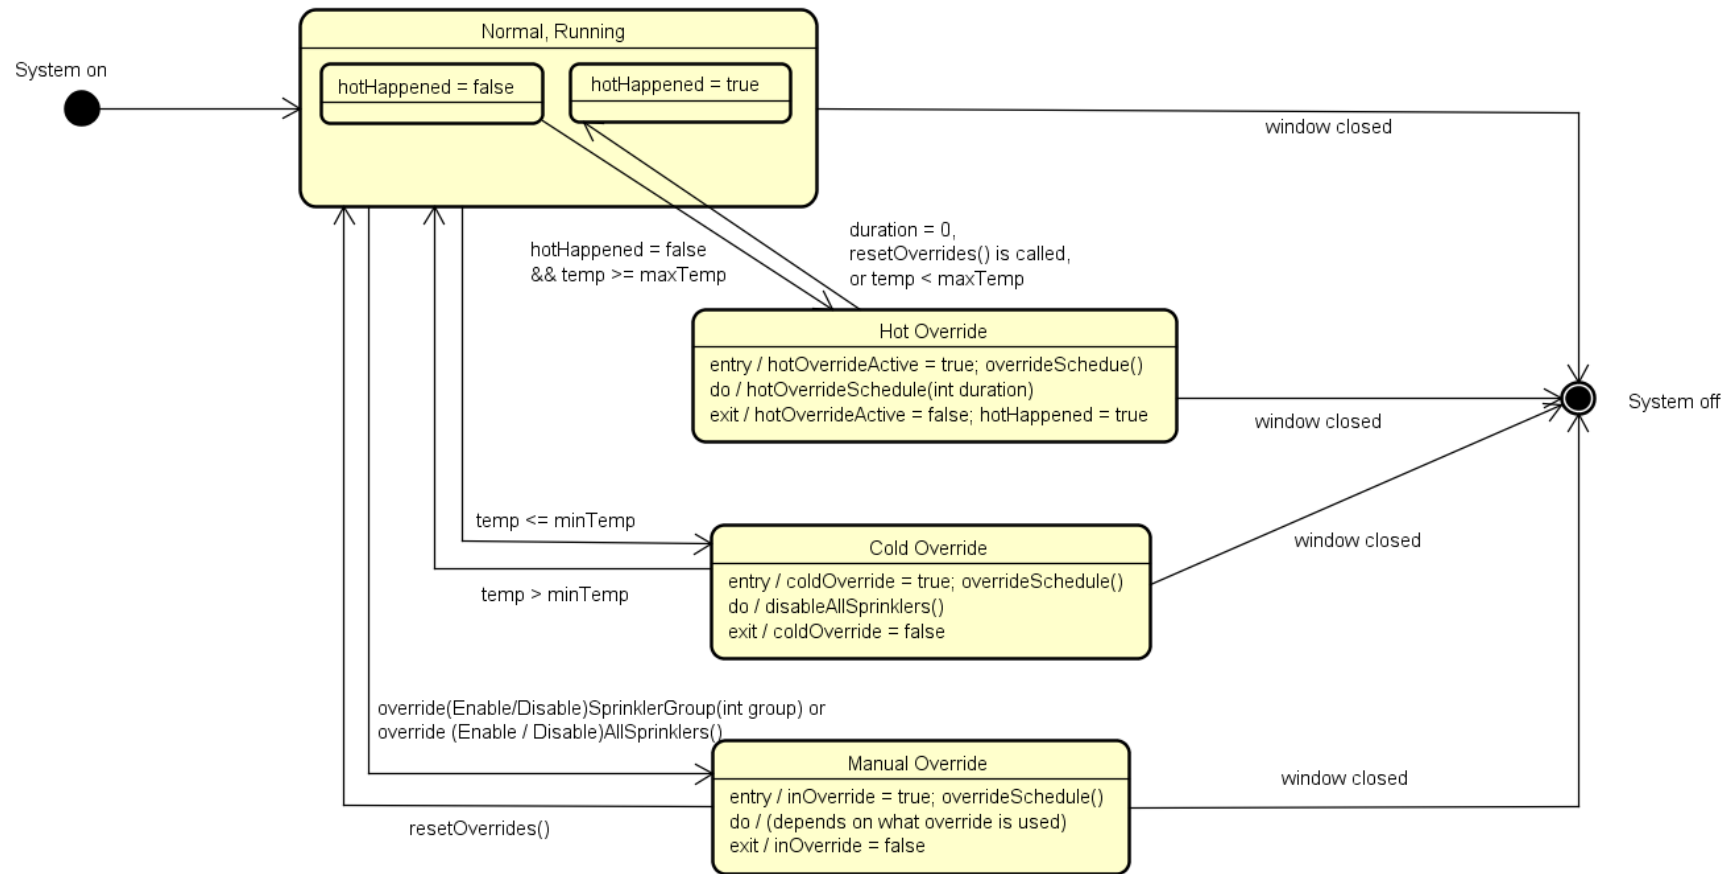 Normal, Running
System on
hotHappened = false
hotHappened = true
window closed
duration = 0,
resetOverrides() is called,
or temp < maxTemp
hotHappened = false
&& temp >= maxTemp
Hot Override
entry / hotOverrideActive = true; overrideSchedue()
do / hotOverrideSchedule(int duration)
exit / hotOverrideActive = false; hotHappened = true
window closed
System off
temp <= minTemp
Cold Override
entry / coldOverride = true; overrideSchedule()
do / disableAllSprinklers()
exit / coldOverride = false
temp > minTemp
window closed
override(Enable/Disable)SprinklerGroup(int group) or
override (Enable / Disable)AllSprinklers()
Manual Override
entry / inOverride = true; overrideSchedule()
do / (depends on what override is used)
exit / inOverride = false
window closed
resetOverrides()